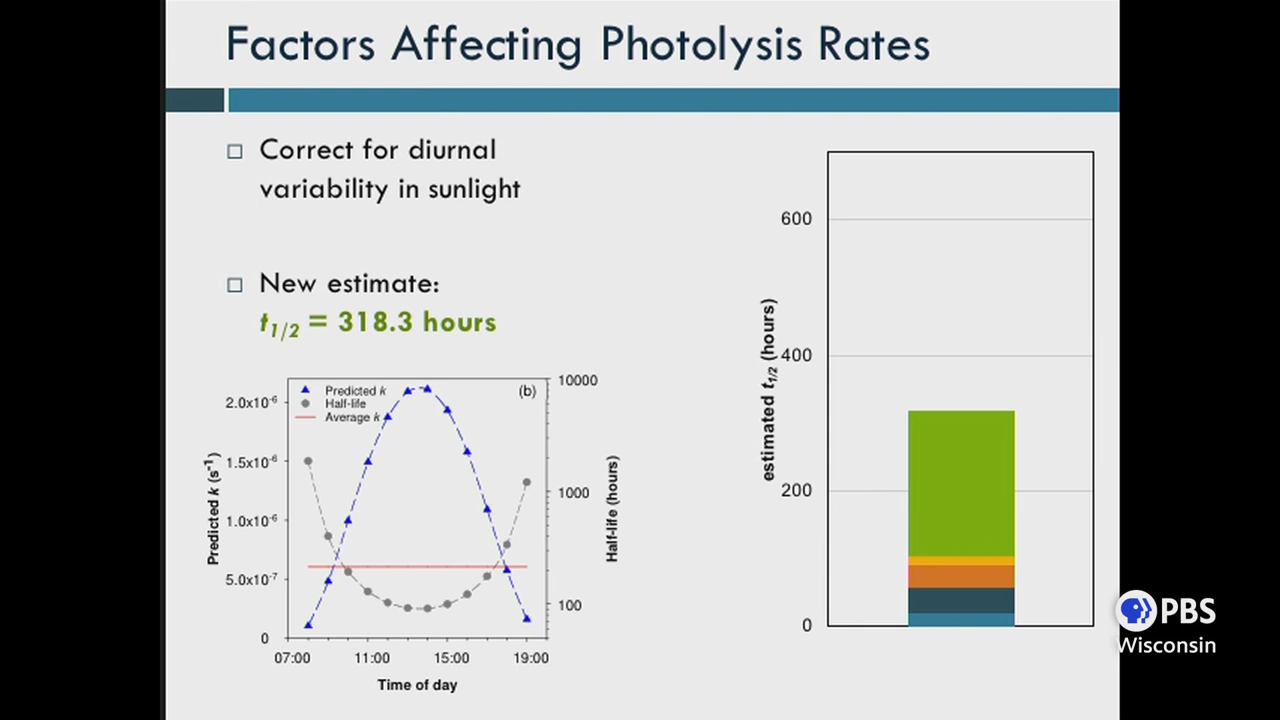 Factors Affecting Photolysis Rates
Correct for diurnal
variability in sunlight
New estimate:
t1/2 = 318.3 hours
Predicted k
Half-life
Average k
(b)
2.0x10-6
1.5x10-6
1.0x10-6
5.0x10-7
0
Predicted k (s-1)
10000
1000
100
Half-life (hours)
07:00 11:00 15:00 19:00
Time of day
600
400
200
0
estimated t1/2 (hours)
PBS
Wisconsin